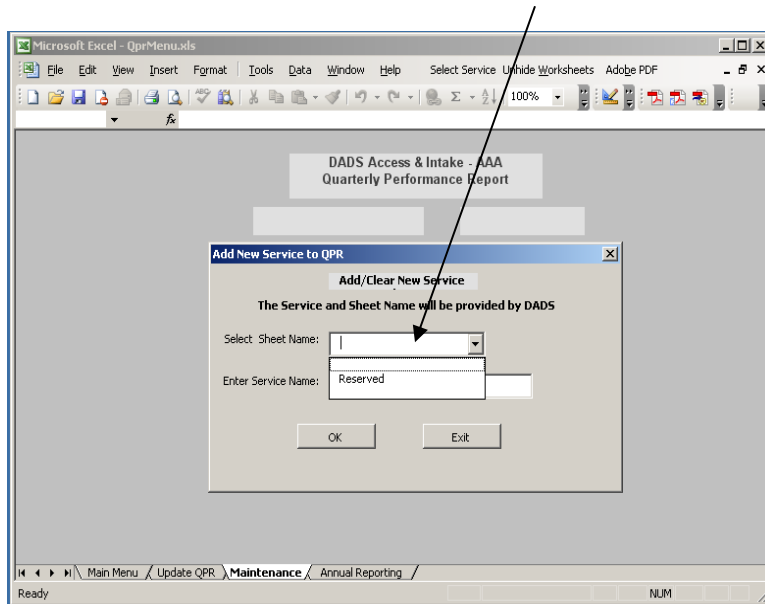 Microsoft Excel - QprMenu.xls
File Edit View Insert Format Tools Data Window Help Select Service Unhide Worksheets Adobe PDF
100%
fx
DADS Access & Intake - AAA
Quarterly Performance Report
Add New Service to QPR
Add/Clear New Service
The Service and Sheet Name will be provided by DADS
Select Sheet Name:
Reserved
Enter Service Name:
OK Exit
Main Menu Update QPR Maintenance Annual Reporting
Ready NUM